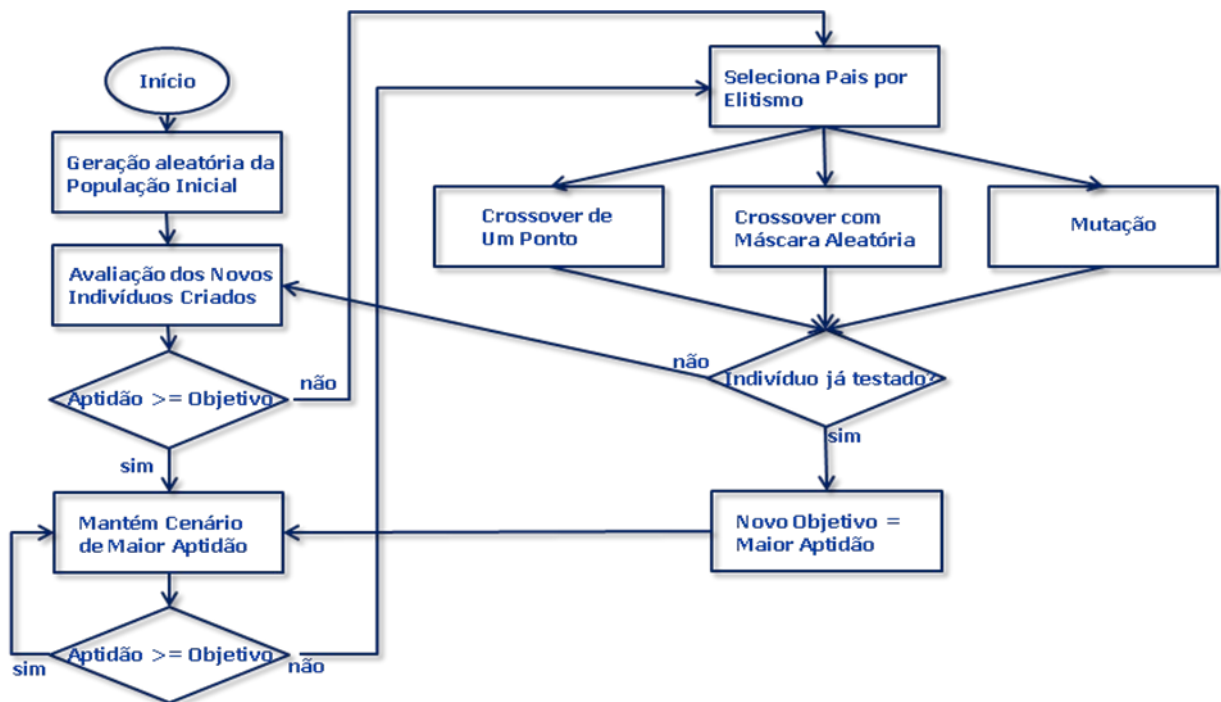 Início
Geração aleatória da
População Inicial
Avaliação dos Novos
Indivíduos Criados
Aptidão >= Objetivo
não
sim
Mantém Cenário
de Maior Aptidão
Aptidão >= Objetivo
sim
não
Seleciona Pais por
Elitismo
Crossover de
Um Ponto
Crossover com
Máscara Aleatória
Mutação
Indivíduo já testado?
não
sim
Novo Objetivo =
Maior Aptidão